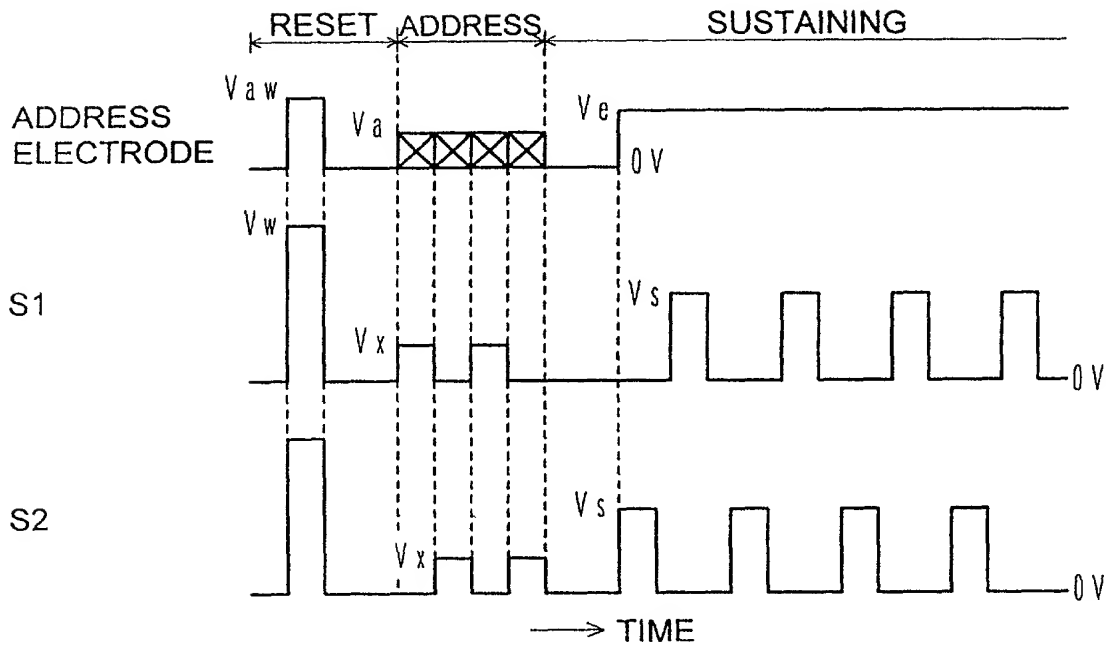 RESET ADDRESS SUSTAINING
Vaw
ADDRESS
ELECTRODE
Va
Ve
0V
Vw
S1
Vx
Vs
0V
S2
Vx
Vs
0V
TIME